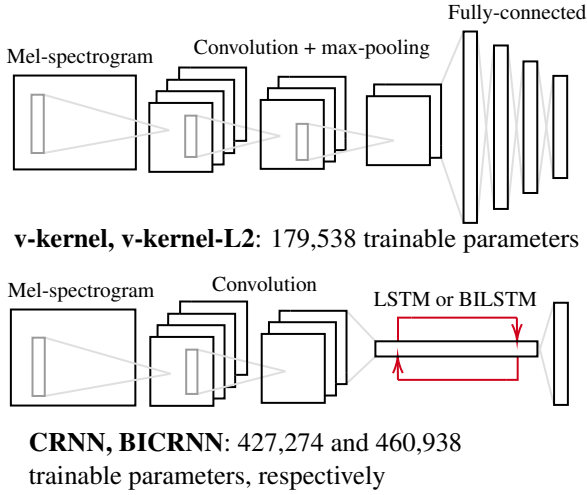 Fully-connected
Mel-spectrogram
Convolution + max-pooling
v-kernel, v-kernel-L2: 179,538 trainable parameters
Mel-spectrogram
Convolution
LSTM or BILSTM
CRNN, BICRNN: 427,274 and 460,938
trainable parameters, respectively